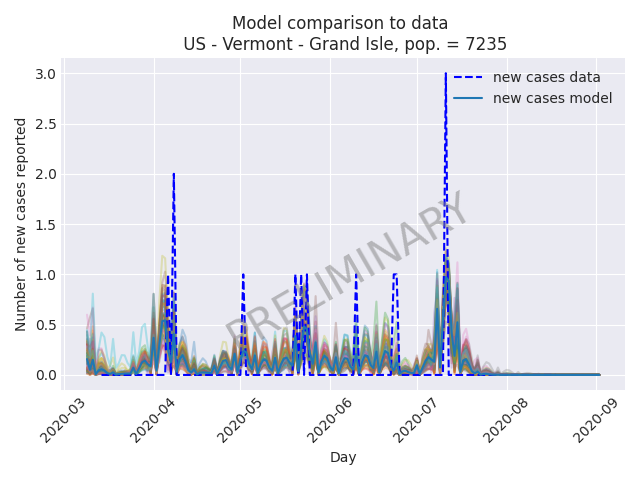 Model comparison to data
US - Vermont - Grand Isle, pop. = 7235
new cases data
new cases model
PRELIMINARY
Number of new cases reported
3.0
2.5
2.0
1.5
1.0
0.5
0.0
2020-03
2020-04
2020-05
2020-06
2020-07
2020-08
2020-09
Day